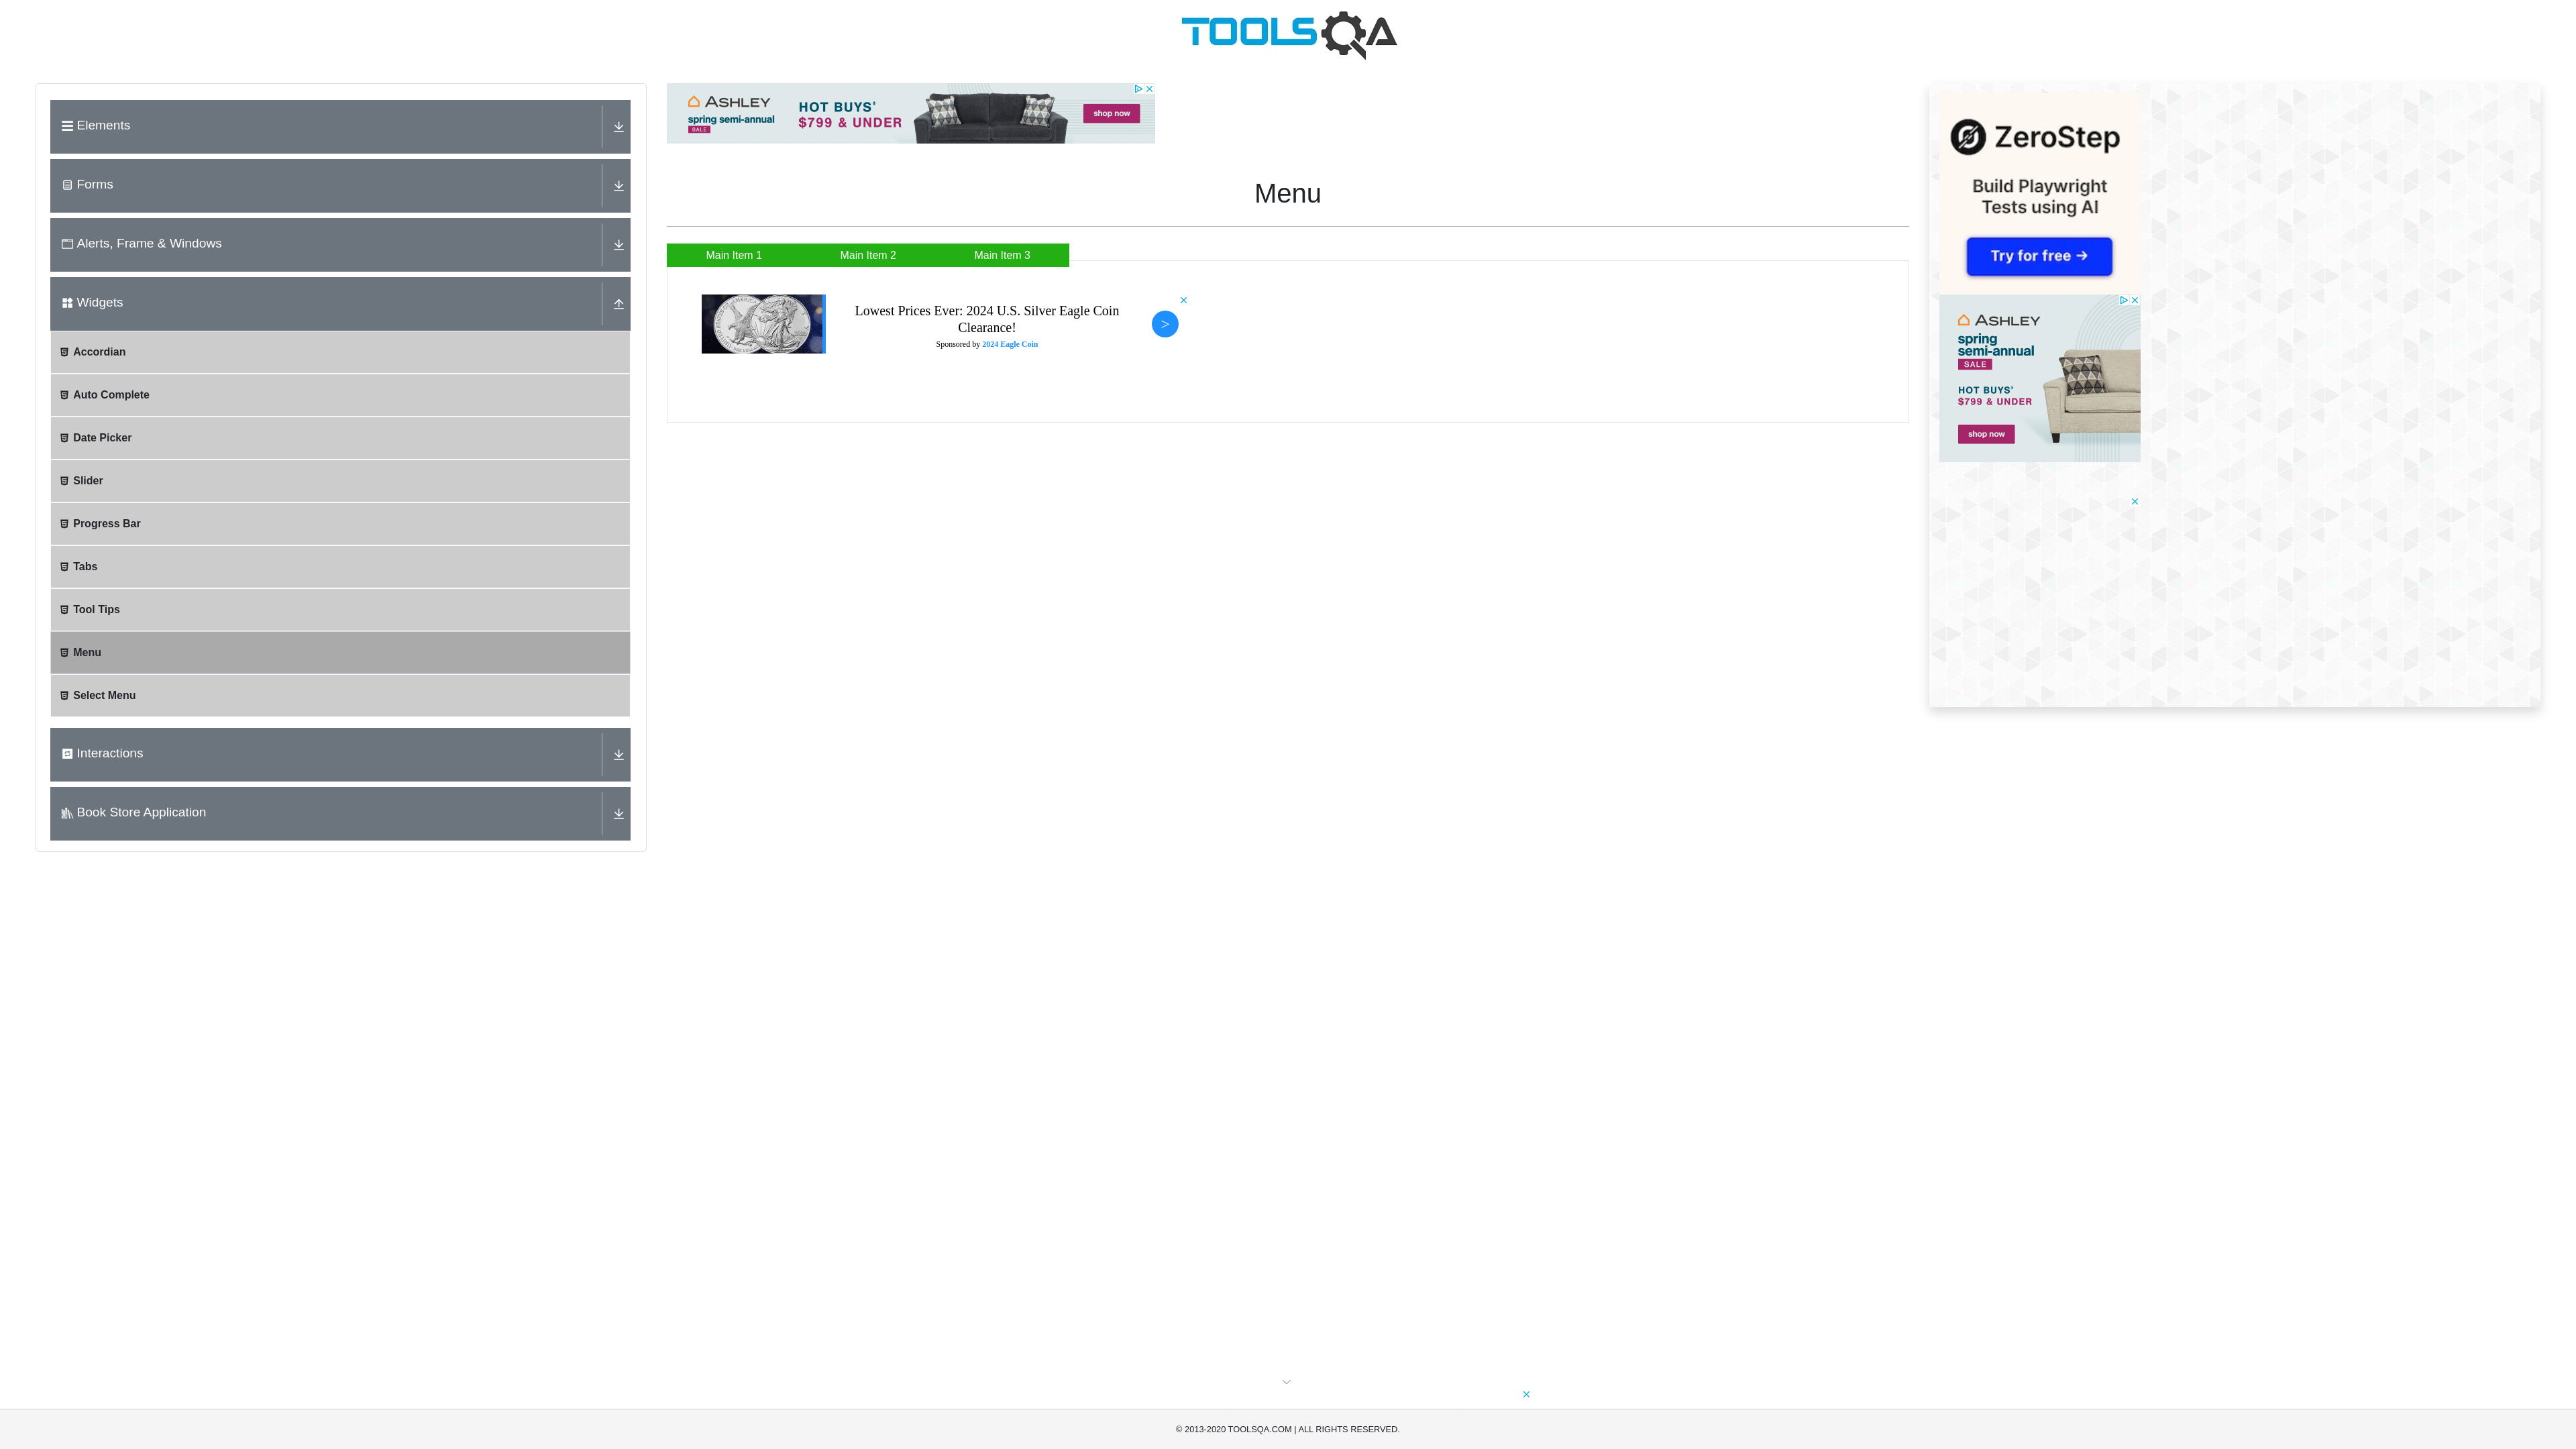 TOOLSQA
Elements
Forms
Alerts, Frame & Windows
Widgets
Accordian
Auto Complete
Date Picker
Slider
Progress Bar
Tabs
Tool Tips
Menu
Select Menu
Interactions
Book Store Application
ASHLEY
spring semi-annual
SALE
HOT BUYS*
$799 & UNDER
shop now
Menu
Main Item 1
Main Item 2
Main Item 3
Lowest Prices Ever: 2024 U.S. Silver Eagle Coin
Clearance!
Sponsored by 2024 Eagle Coin
>
ZeroStep
Build Playwright
Tests using AI
Try for free →
ASHLEY
spring
semi-annual
SALE
HOT BUYS*
$799 & UNDER
shop now
© 2013-2020 TOOLSQA.COM | ALL RIGHTS RESERVED.